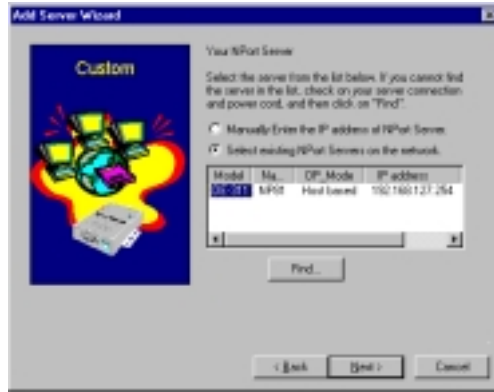 Add Server Wizard
Custom
Your NPort Server
Select the server from the list below. If you cannot find
the server in the list, check on your server connection
and power cord, and then click on "Find".
Manually Enter the IP address of NPort Server.
Select existing NPort Servers on the network.
Model Na... OP_Mode IP address
Host based 192.168.127.254
Find...
< Back Next > Cancel